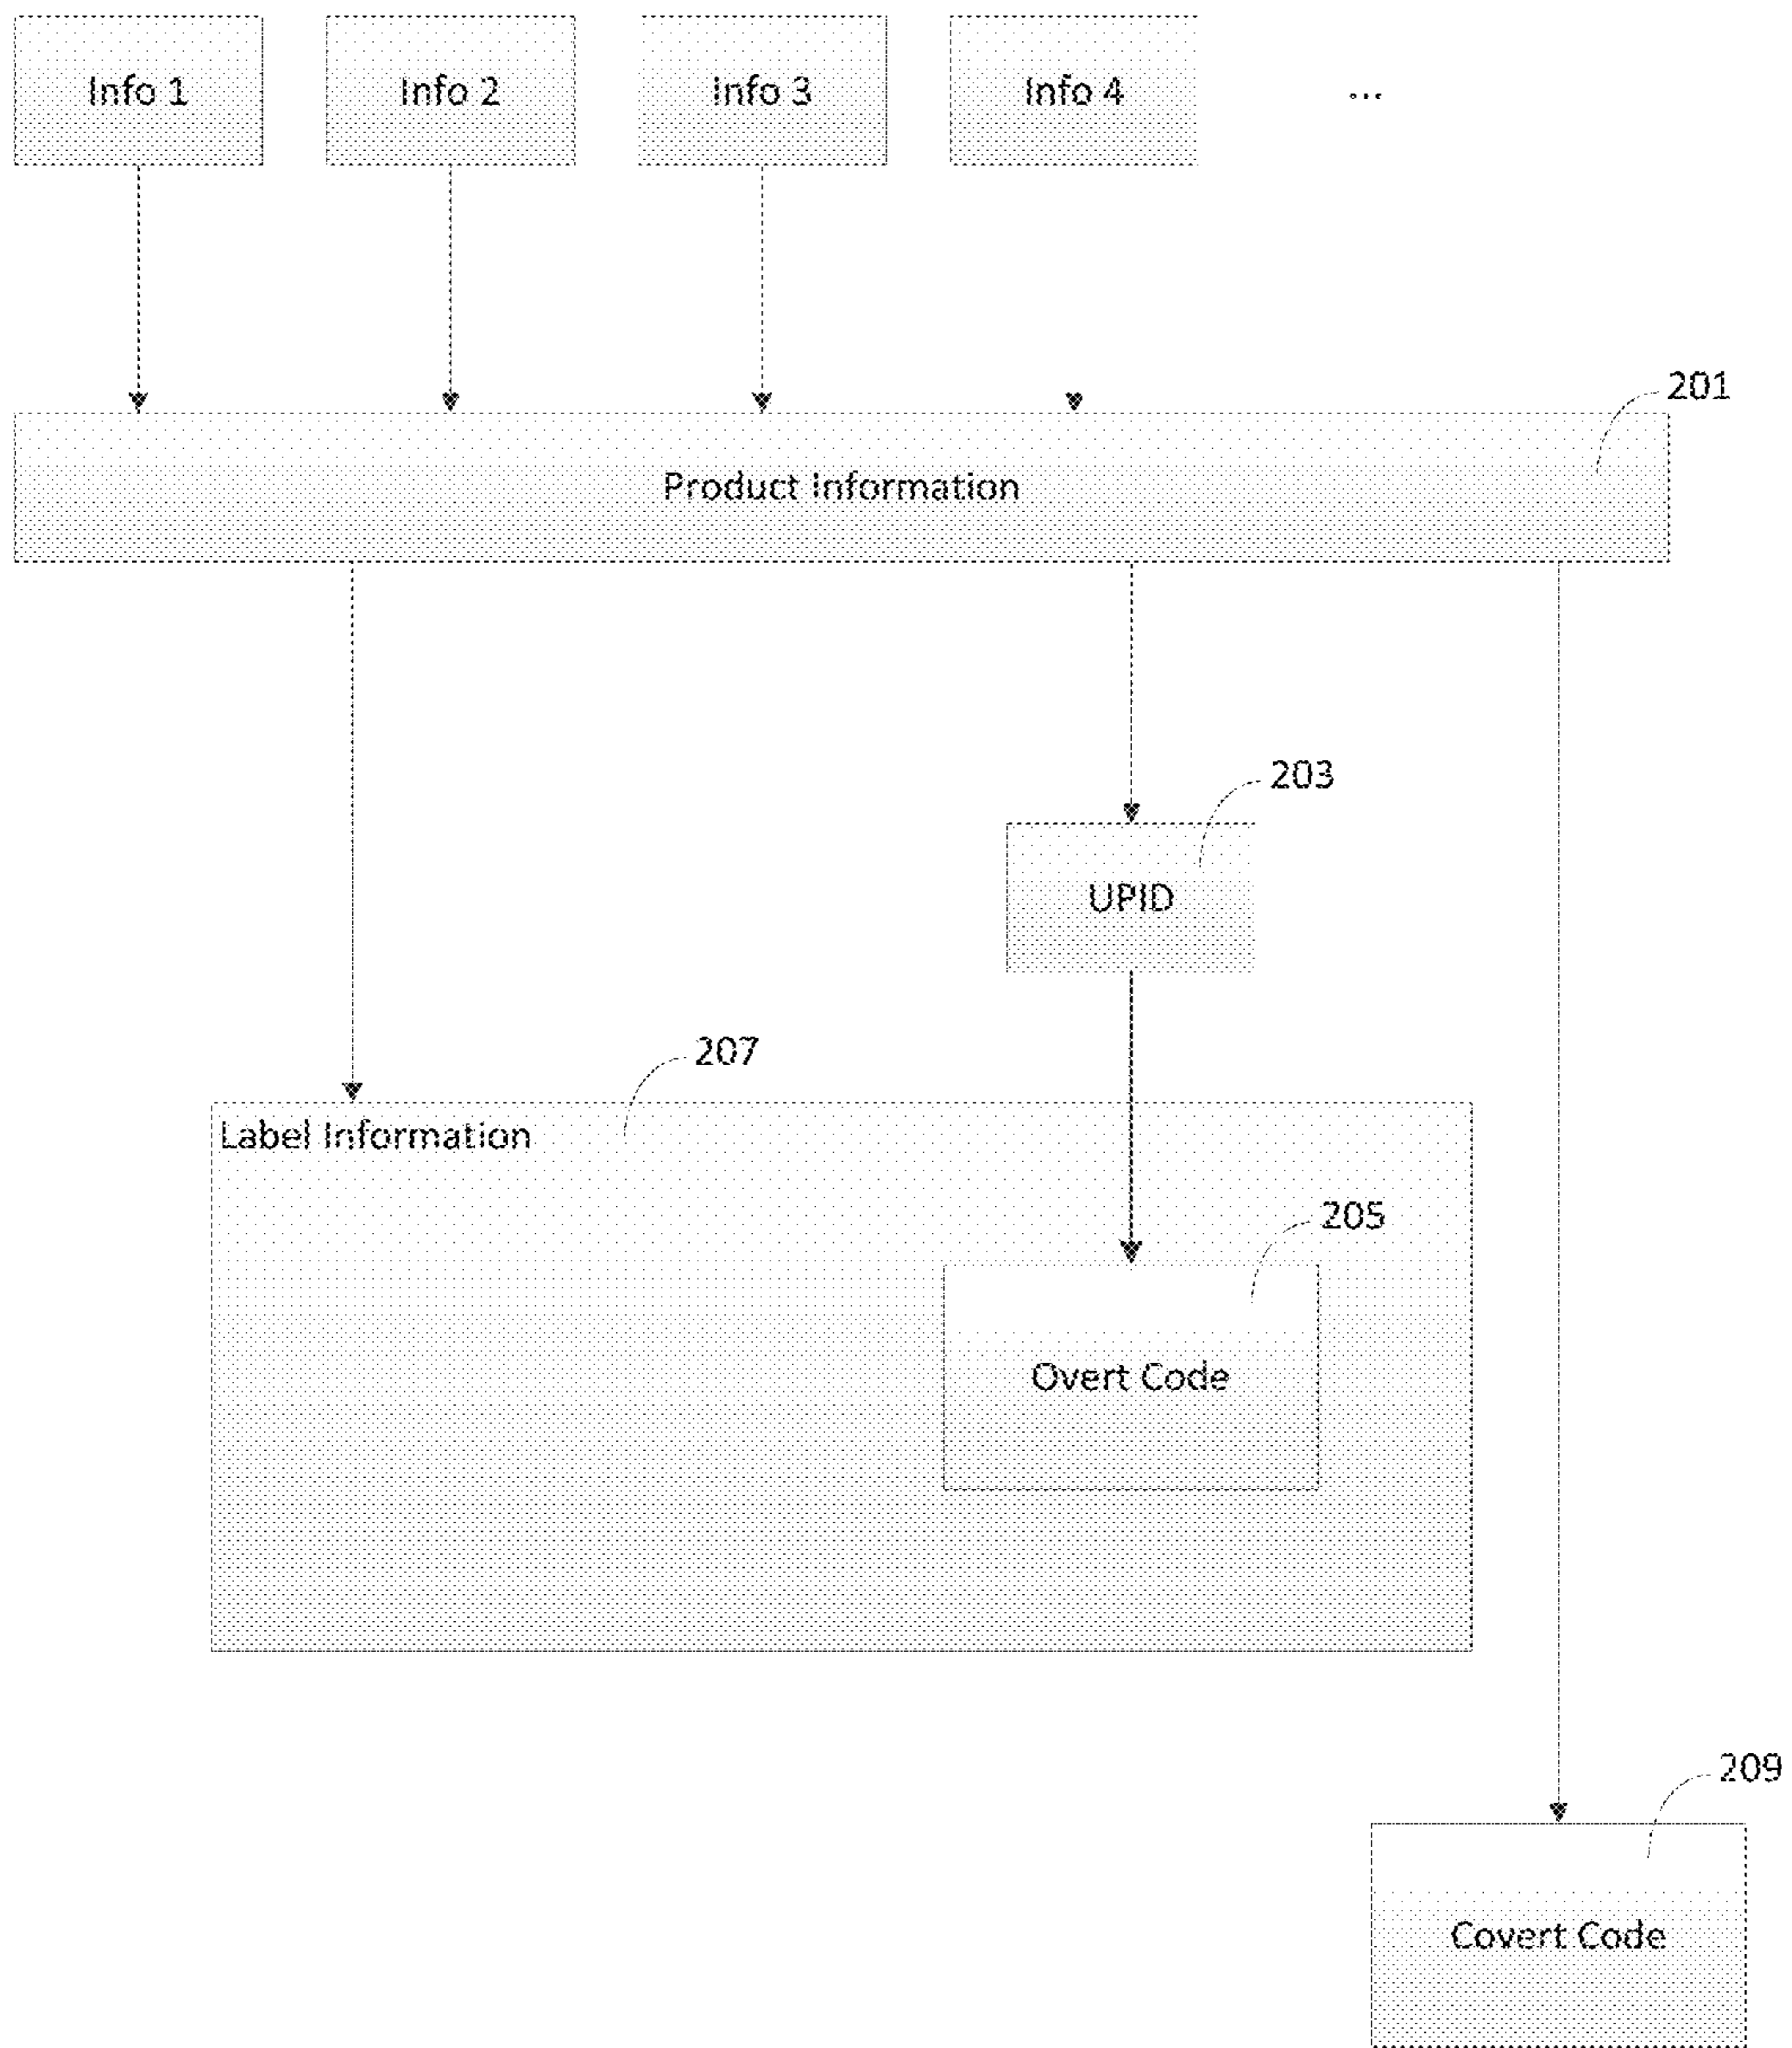 Info 1
Info 2
Info 3
Info 4
...
201
Product Information
203
UPID
207
Label Information
205
Overt Code
209
Covert Code